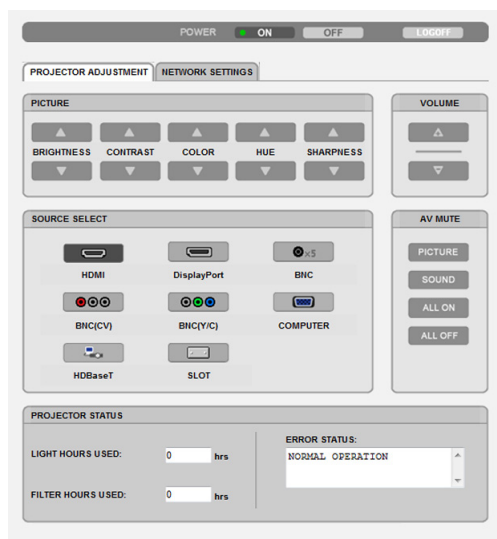 POWER ON OFF LOGOFF
PROJECTOR ADJUSTMENT NETWORK SETTINGS
PICTURE
BRIGHTNESS CONTRAST COLOR HUE SHARPNESS
VOLUME
SOURCE SELECT
×5
HDMI DisplayPort BNC
BNC(CV) BNC(Y/C) COMPUTER
HDBaseT SLOT
AV MUTE
PICTURE
SOUND
ALL ON
ALL OFF
PROJECTOR STATUS
LIGHT HOURS USED: 0 hrs
FILTER HOURS USED: 0 hrs
ERROR STATUS:
NORMAL OPERATION